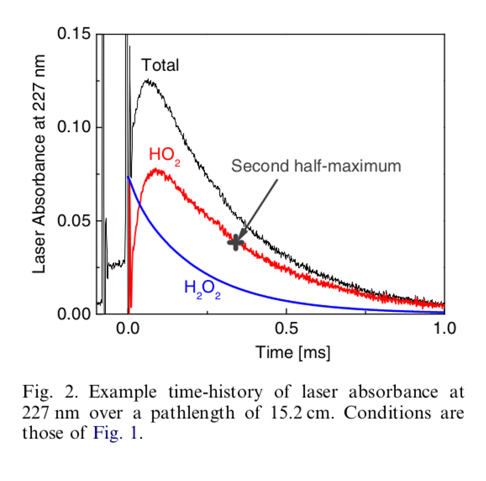 0.15
Total
0.10
HO2
Second half-maximum
0.05
H2O2
0.00
0.0
0.5
1.0
Laser Absorbance at 227 nm
Time [ms]
Fig. 2. Example time-history of laser absorbance at
227 nm over a pathlength of 15.2 cm. Conditions are
those of Fig. 1.